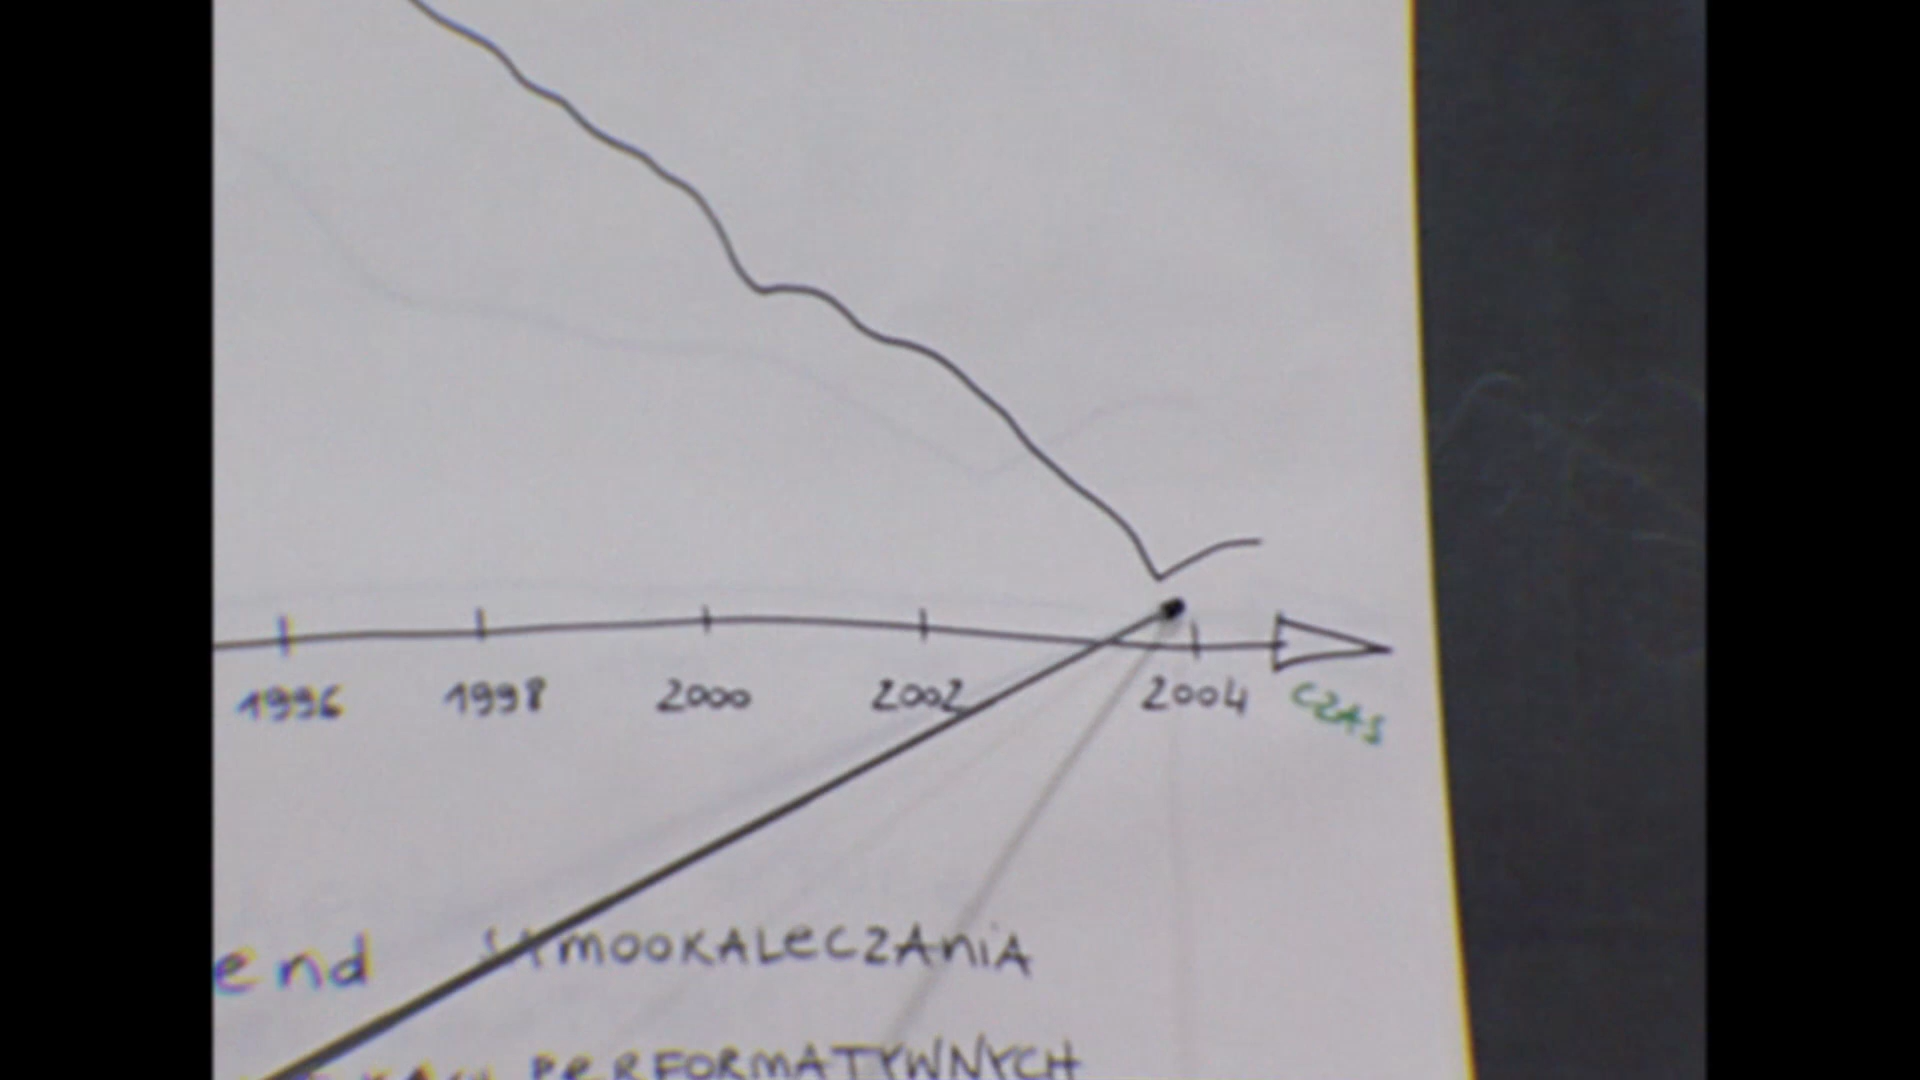 1996 1998 2000 2002 2004 CZAS
end SAMOOKALECZANIA
PERFORMATYWNYCH